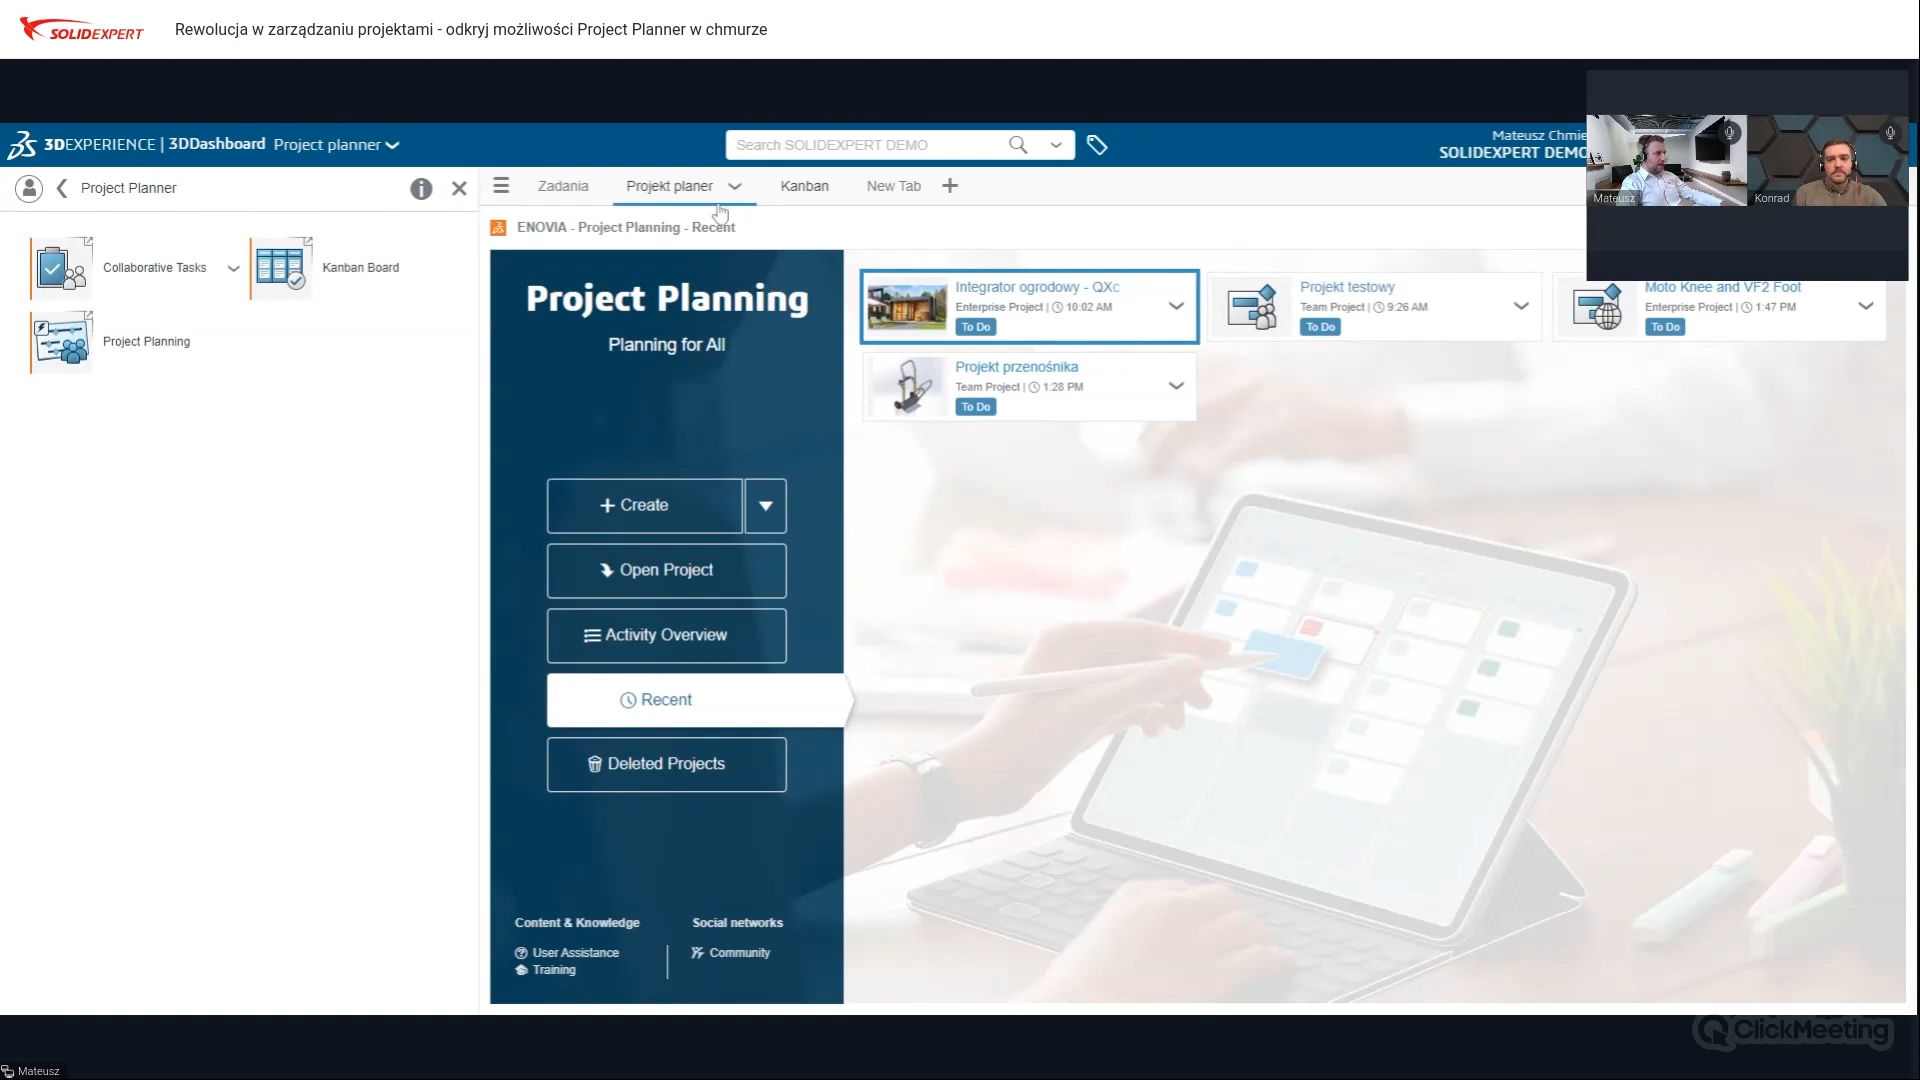 SOLIDEXPERT
Rewolucja w zarządzaniu projektami - odkryj możliwości Project Planner w chmurze
3DEXPERIENCE | 3DDashboard Project planner
Search SOLIDEXPERT DEMO
Mateusz Chmie
SOLIDEXPERT DEMO
Mateusz
Konrad
Project Planner
Zadania
Projekt planer
Kanban
New Tab
ENOVIA - Project Planning - Recent
Collaborative Tasks
Kanban Board
Project Planning
Project Planning
Planning for All
Create
Open Project
Activity Overview
Recent
Deleted Projects
Content & Knowledge
User Assistance
Training
Social networks
Community
Integrator ogrodowy - QXc
Enterprise Project | 10:02 AM
To Do
Projekt testowy
Team Project | 9:26 AM
To Do
Moto Knee and VF2 Foot
Enterprise Project | 1:47 PM
To Do
Projekt przenośnika
Team Project | 1:28 PM
To Do
ClickMeeting
Mateusz